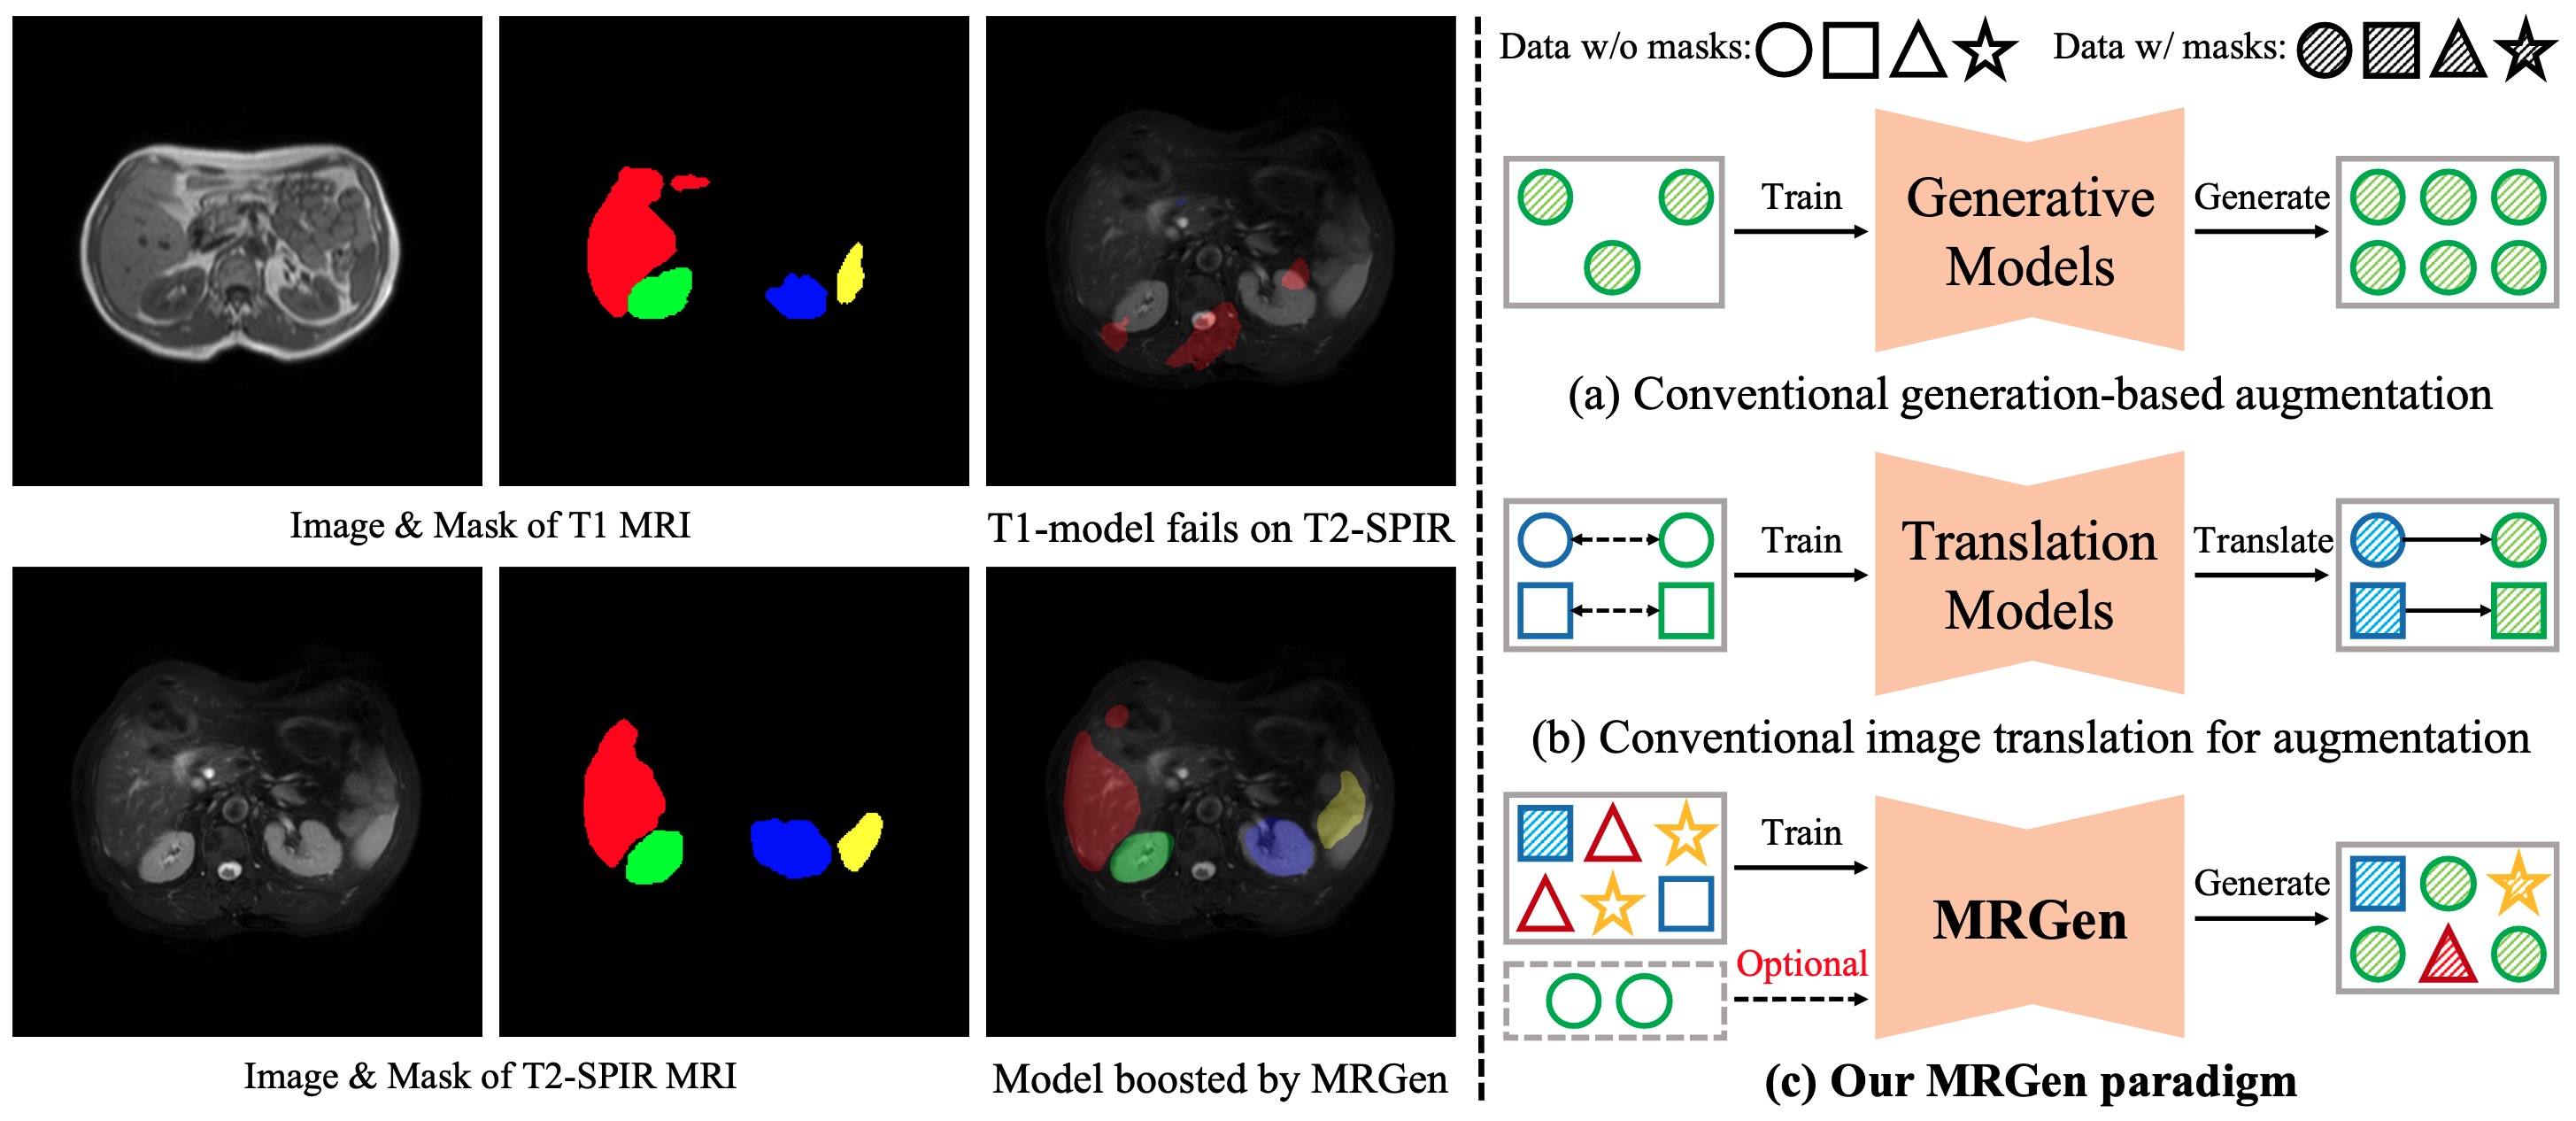 Image & Mask of T1 MRI
T1-model fails on T2-SPIR
Image & Mask of T2-SPIR MRI
Model boosted by MRGen
Data w/o masks:
Data w/ masks:
Train
Generative
Models
Generate
(a) Conventional generation-based augmentation
Train
Translation
Models
Translate
(b) Conventional image translation for augmentation
Train
Optional
MRGen
Generate
(c) Our MRGen paradigm